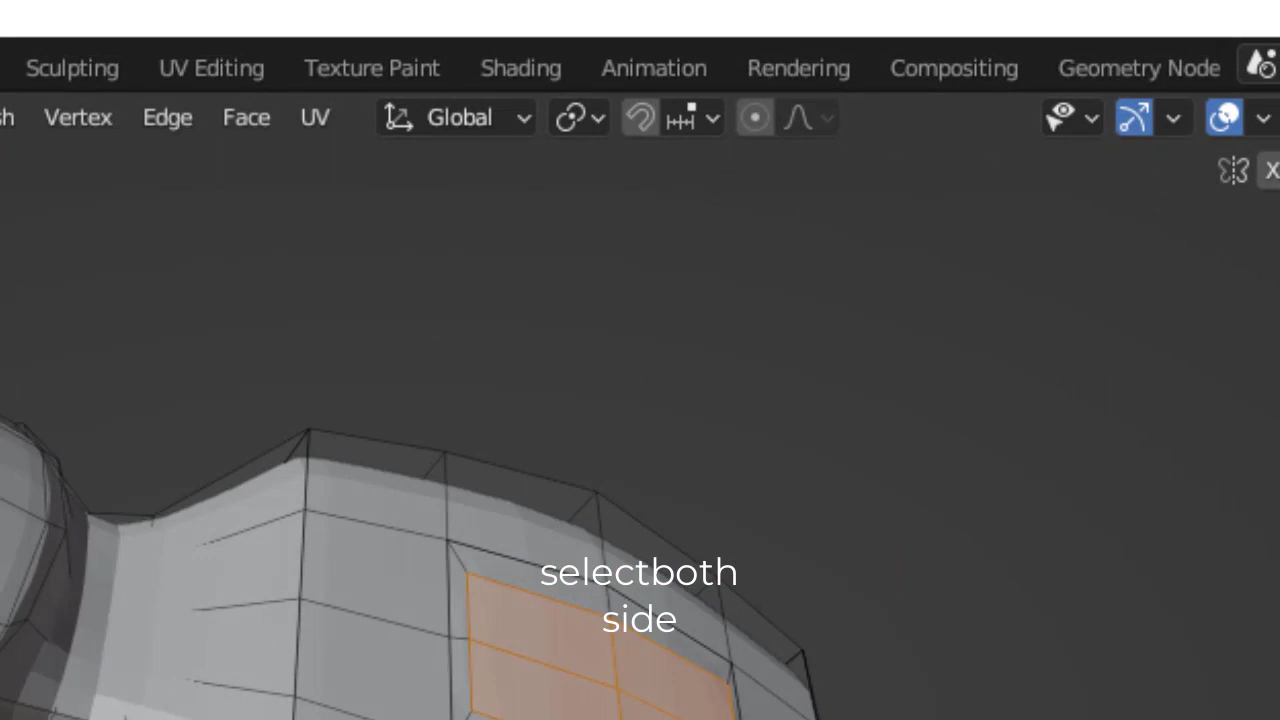 Sculpting UV Editing Texture Paint Shading Animation Rendering Compositing Geometry Node
sh Vertex Edge Face UV Global
X
selectboth
side